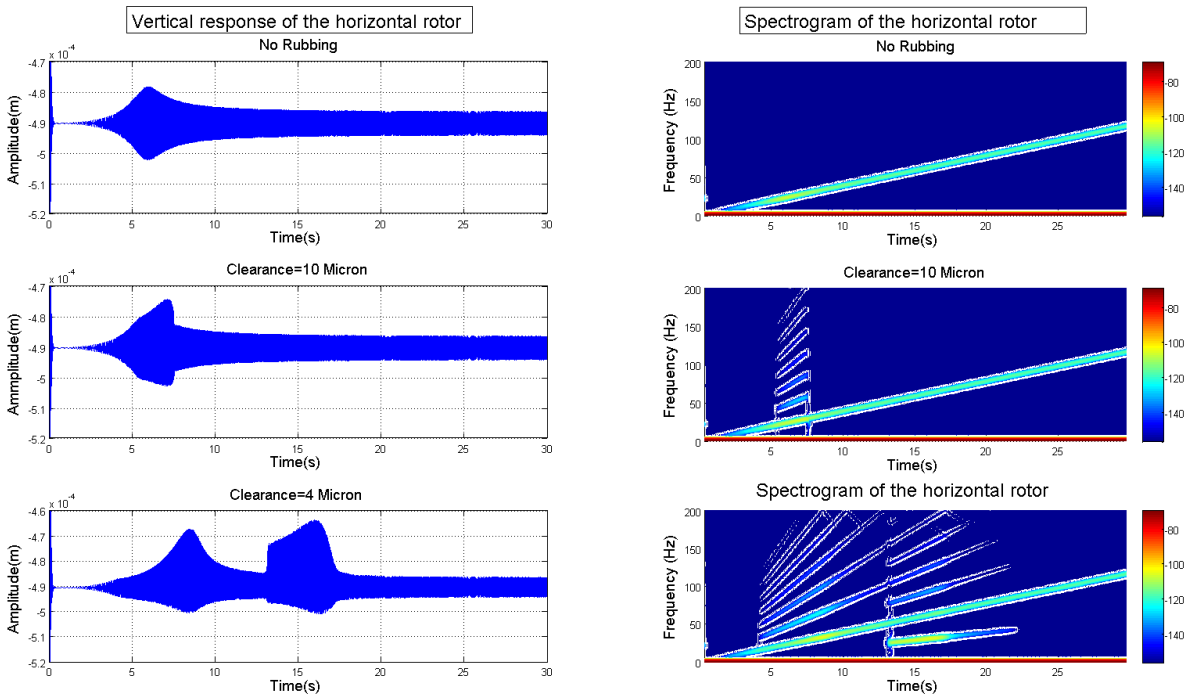 Vertical response of the horizontal rotor
No Rubbing
x 10^-4
-4.7
-4.8
-4.9
-5
-5.1
-5.2
Amplitude(m)
0 5 10 15 20 25 30
Time(s)
Clearance=10 Micron
x 10^-4
-4.7
-4.8
-4.9
-5
-5.1
-5.2
Ammplitude(m)
0 5 10 15 20 25 30
Time(s)
Clearance=4 Micron
x 10^-4
-4.6
-4.7
-4.8
-4.9
-5
-5.1
-5.2
Amplitude(m)
0 5 10 15 20 25 30
Time(s)
Spectrogram of the horizontal rotor
No Rubbing
200
150
100
50
0
Frequency (Hz)
5 10 15 20 25
Time(s)
-80
-100
-120
-140
Clearance=10 Micron
200
150
100
50
0
Frequency (Hz)
5 10 15 20 25
Time(s)
-80
-100
-120
-140
Spectrogram of the horizontal rotor
200
150
100
50
0
Frequency (Hz)
5 10 15 20 25
Time(s)
-80
-100
-120
-140